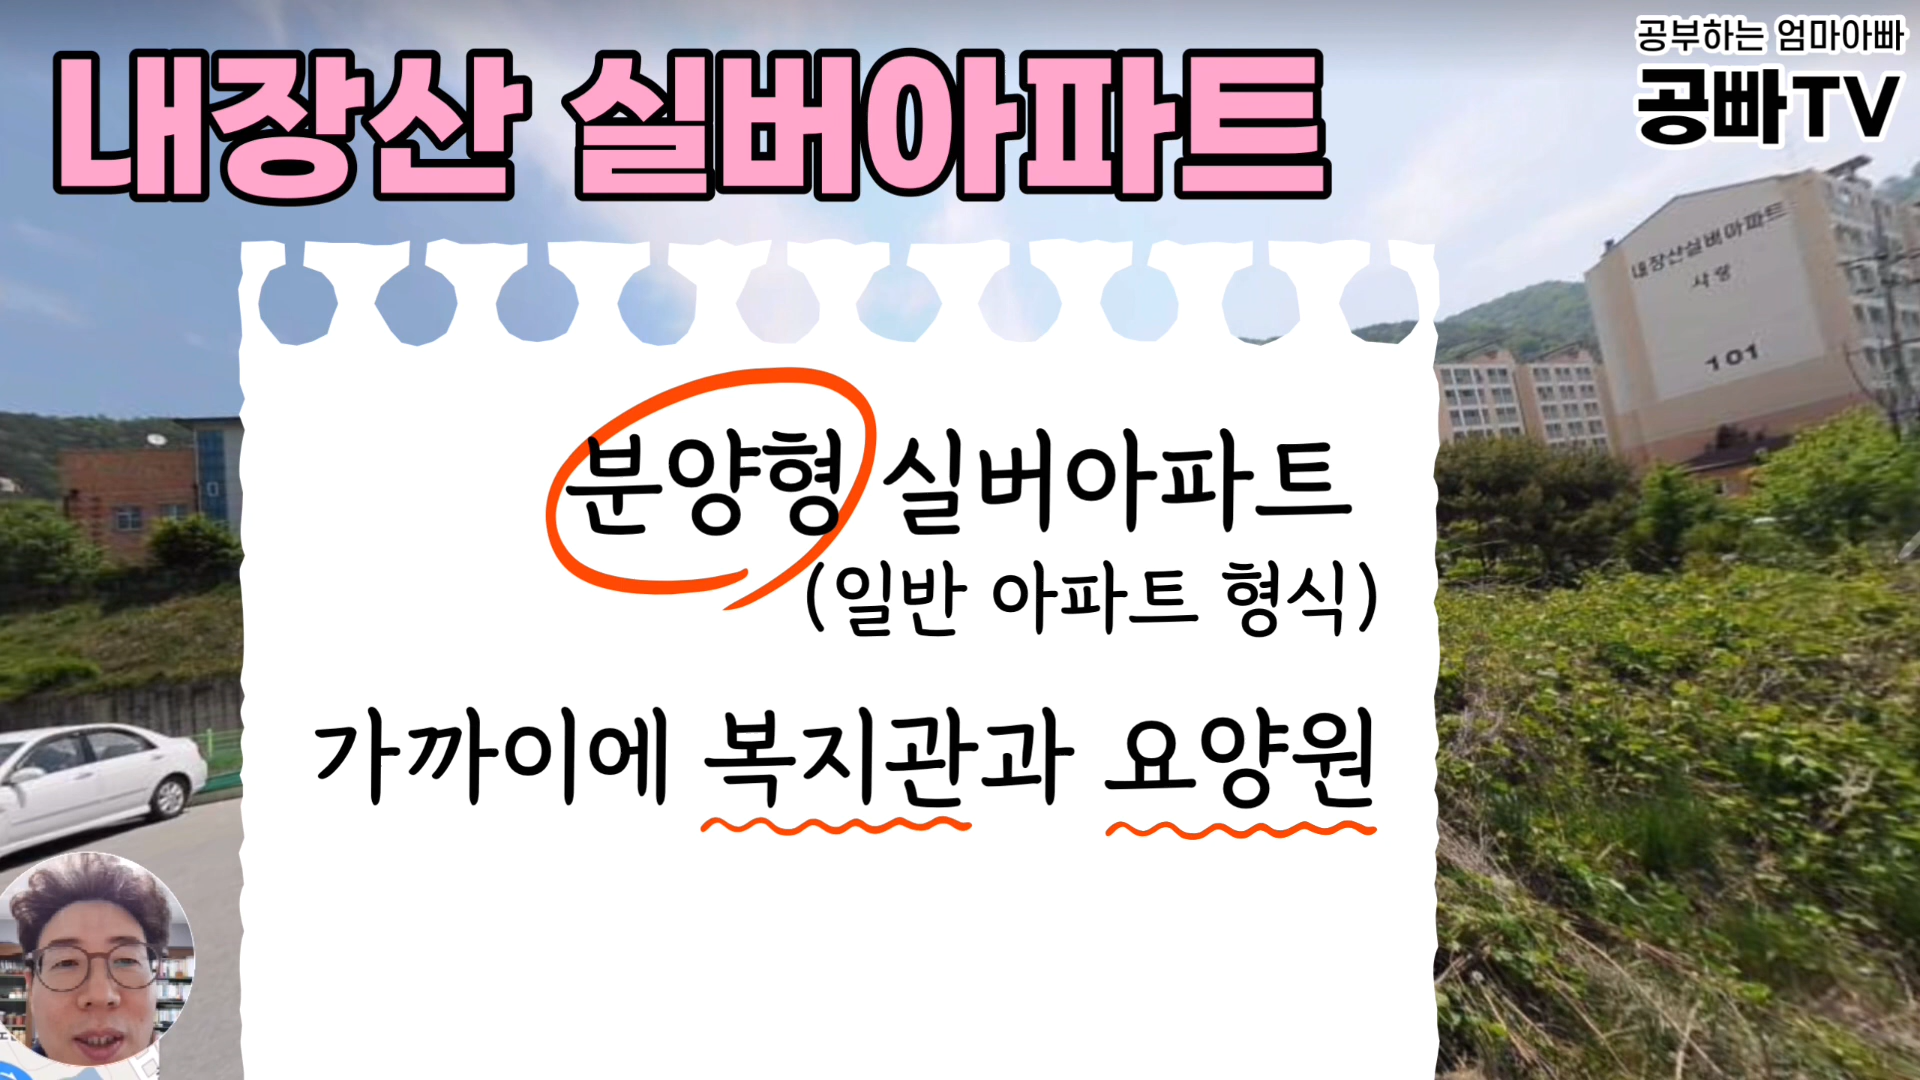 내장산 실버아파트
공부하는 엄마아빠
공빠TV
내장산실버아파트
사랑
101
분양형 실버아파트
(일반 아파트 형식)
가까이에 복지관과 요양원